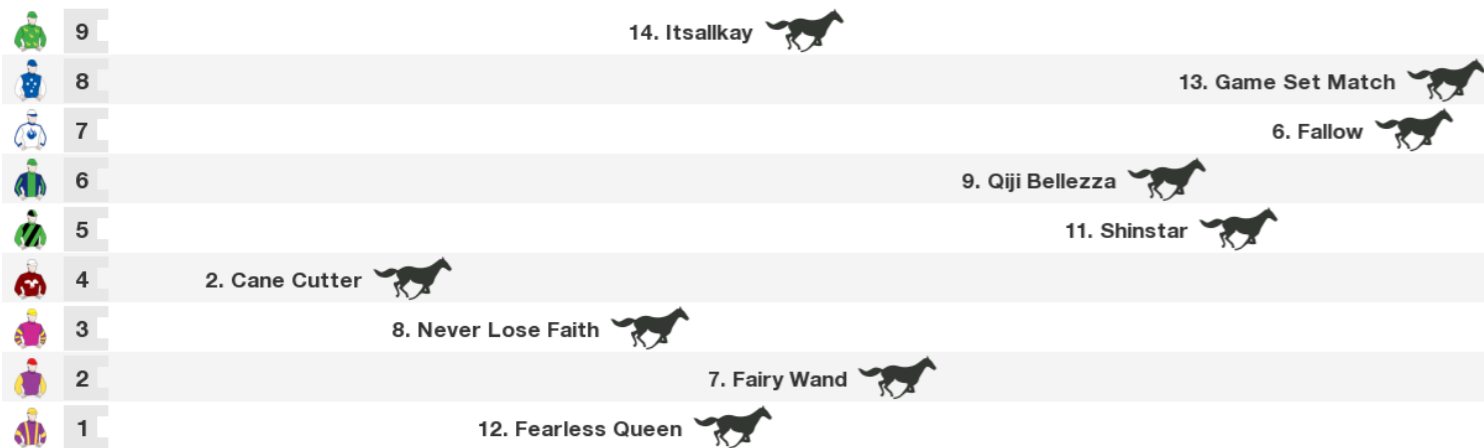 9 14. Itsallkay
8 13. Game Set Match
7 6. Fallow
6 9. Qiji Bellezza
5 11. Shinstar
4 2. Cane Cutter
3 8. Never Lose Faith
2 7. Fairy Wand
1 12. Fearless Queen